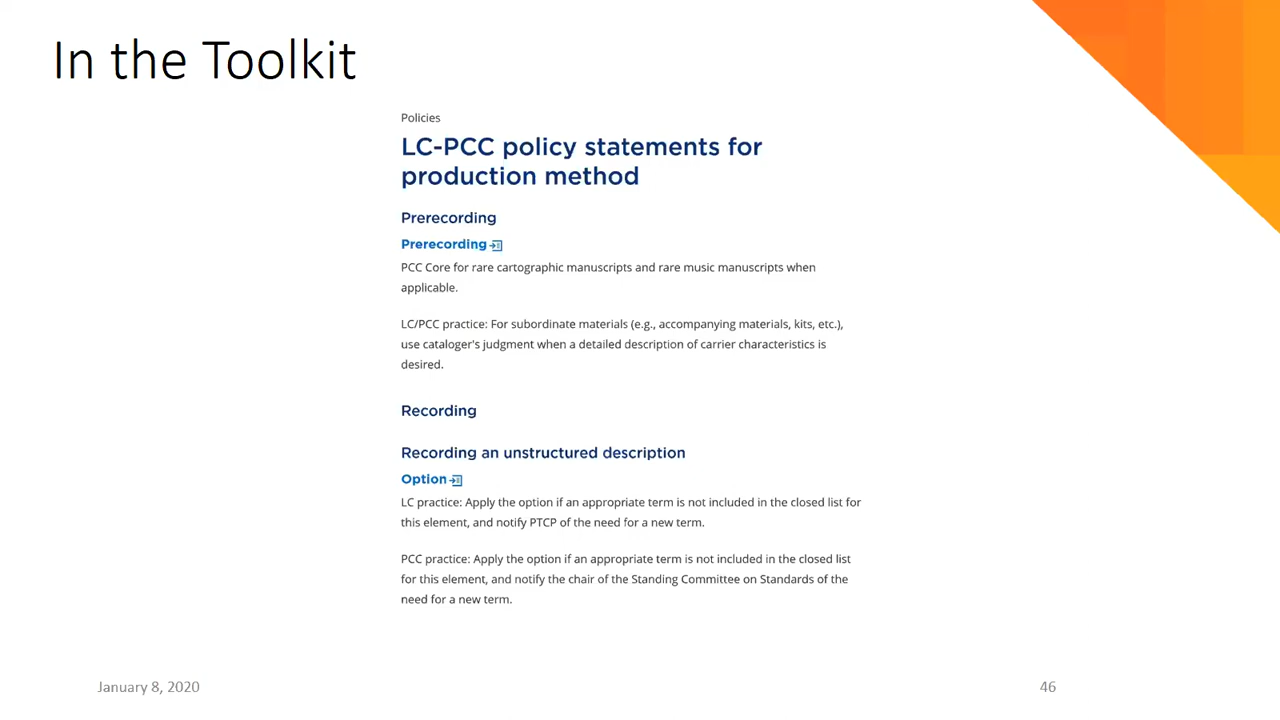 In the Toolkit
Policies
LC-PCC policy statements for
production method
Prerecording
Prerecording
PCC Core for rare cartographic manuscripts and rare music manuscripts when
applicable.
LC/PCC practice: For subordinate materials (e.g., accompanying materials, kits, etc.),
use cataloger's judgment when a detailed description of carrier characteristics is
desired.
Recording
Recording an unstructured description
Option
LC practice: Apply the option if an appropriate term is not included in the closed list for
this element, and notify PTCP of the need for a new term.
PCC practice: Apply the option if an appropriate term is not included in the closed list
for this element, and notify the chair of the Standing Committee on Standards of the
need for a new term.
January 8, 2020
46